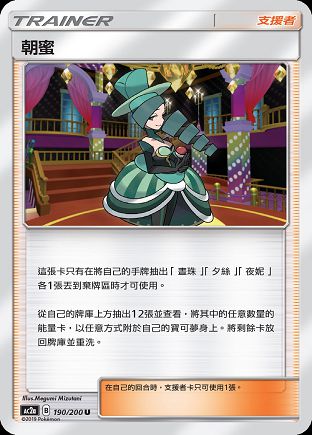 TRAINER
支援者
朝蜜
這張卡只有在將自己的手牌抽出「晝珠」「夕絲」「夜妮」
各1張丟到棄牌區時才可使用。
從自己的牌庫上方抽出12張並查看,將其中的任意數量的
能量卡,以任意方式附於自己的寶可夢身上。將剩餘卡放
回牌庫並重洗。
Illus.Megumi Mizutani
AC2a B 190/200 U
©2019 Pokémon
在自己的回合時,支援者卡只可使用1張。